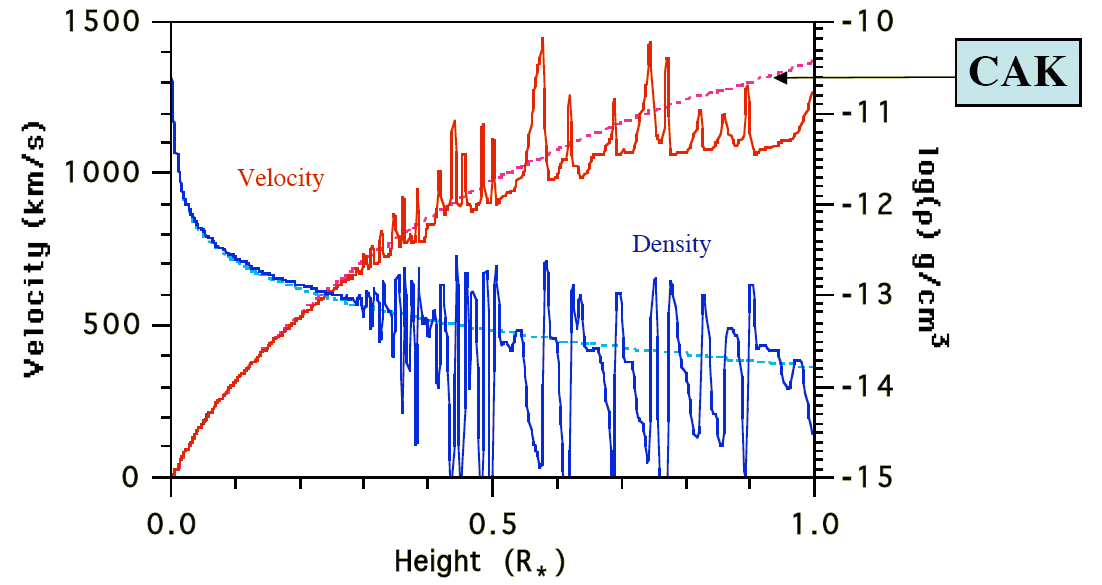 1500
1000
500
0
Velocity (km/s)
-10
-11
-12
-13
-14
-15
log(ρ) g/cm³
CAK
Velocity
Density
0.0
0.5
1.0
Height (R*)